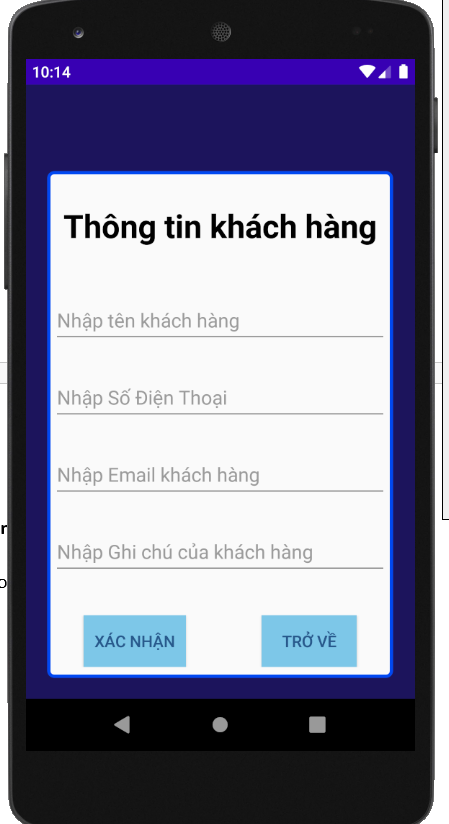 10:14
Thông tin khách hàng
Nhập tên khách hàng
Nhập Số Điện Thoại
Nhập Email khách hàng
Nhập Ghi chú của khách hàng
XÁC NHẬN
TRỞ VỀ